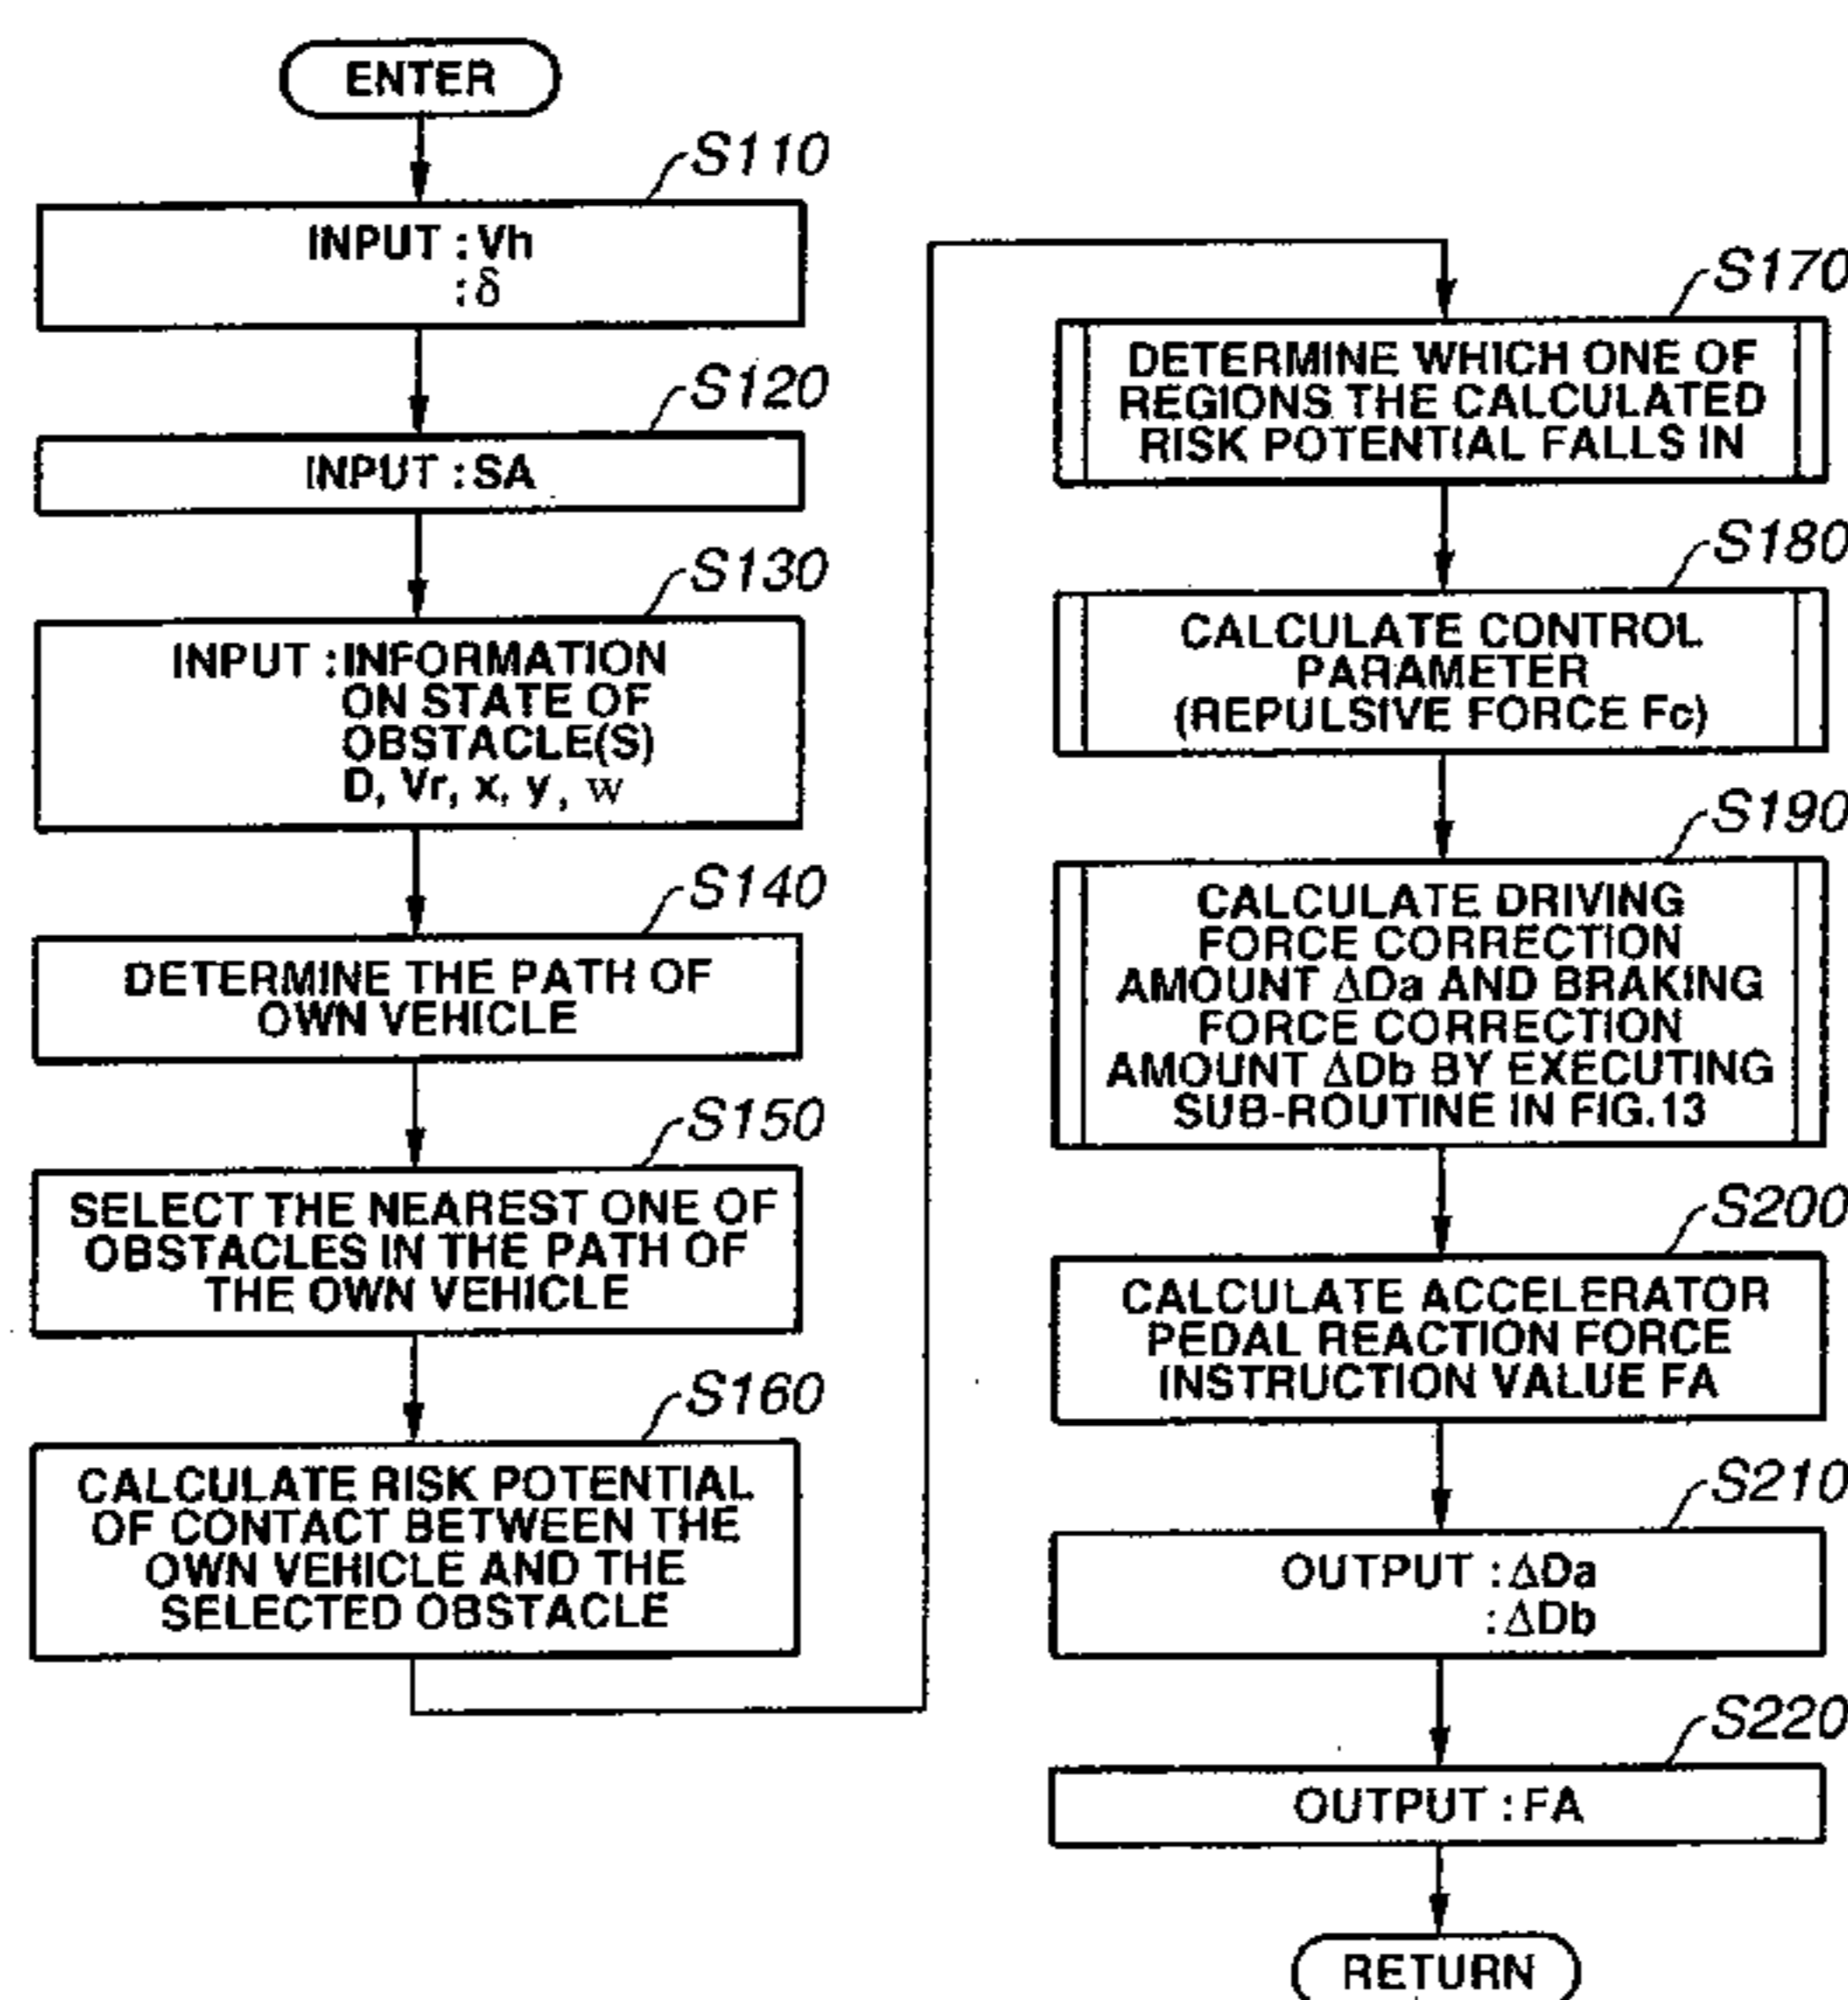 ENTER
S110
INPUT : Vh
: δ
S120
INPUT : SA
S130
INPUT : INFORMATION
ON STATE OF
OBSTACLE(S)
D, Vr, x, y, w
S140
DETERMINE THE PATH OF
OWN VEHICLE
S150
SELECT THE NEAREST ONE OF
OBSTACLES IN THE PATH OF
THE OWN VEHICLE
S160
CALCULATE RISK POTENTIAL
OF CONTACT BETWEEN THE
OWN VEHICLE AND THE
SELECTED OBSTACLE
S170
DETERMINE WHICH ONE OF
REGIONS THE CALCULATED
RISK POTENTIAL FALLS IN
S180
CALCULATE CONTROL
PARAMETER
(REPULSIVE FORCE Fc)
S190
CALCULATE DRIVING
FORCE CORRECTION
AMOUNT ΔDa AND BRAKING
FORCE CORRECTION
AMOUNT ΔDb BY EXECUTING
SUB-ROUTINE IN FIG.13
S200
CALCULATE ACCELERATOR
PEDAL REACTION FORCE
INSTRUCTION VALUE FA
S210
OUTPUT : ΔDa
: ΔDb
S220
OUTPUT : FA
RETURN